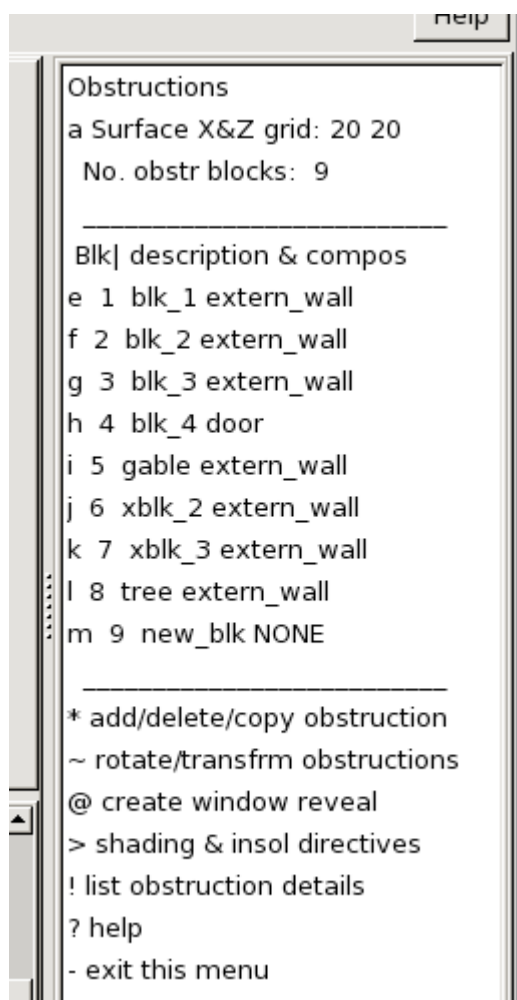 Help
Obstructions
a Surface X&Z grid: 20 20
No. obstr blocks: 9
Blk| description & compos
e 1 blk_1 extern_wall
f 2 blk_2 extern_wall
g 3 blk_3 extern_wall
h 4 blk_4 door
i 5 gable extern_wall
j 6 xblk_2 extern_wall
k 7 xblk_3 extern_wall
l 8 tree extern_wall
m 9 new_blk NONE
* add/delete/copy obstruction
~ rotate/transfrm obstructions
@ create window reveal
> shading & insol directives
! list obstruction details
? help
- exit this menu